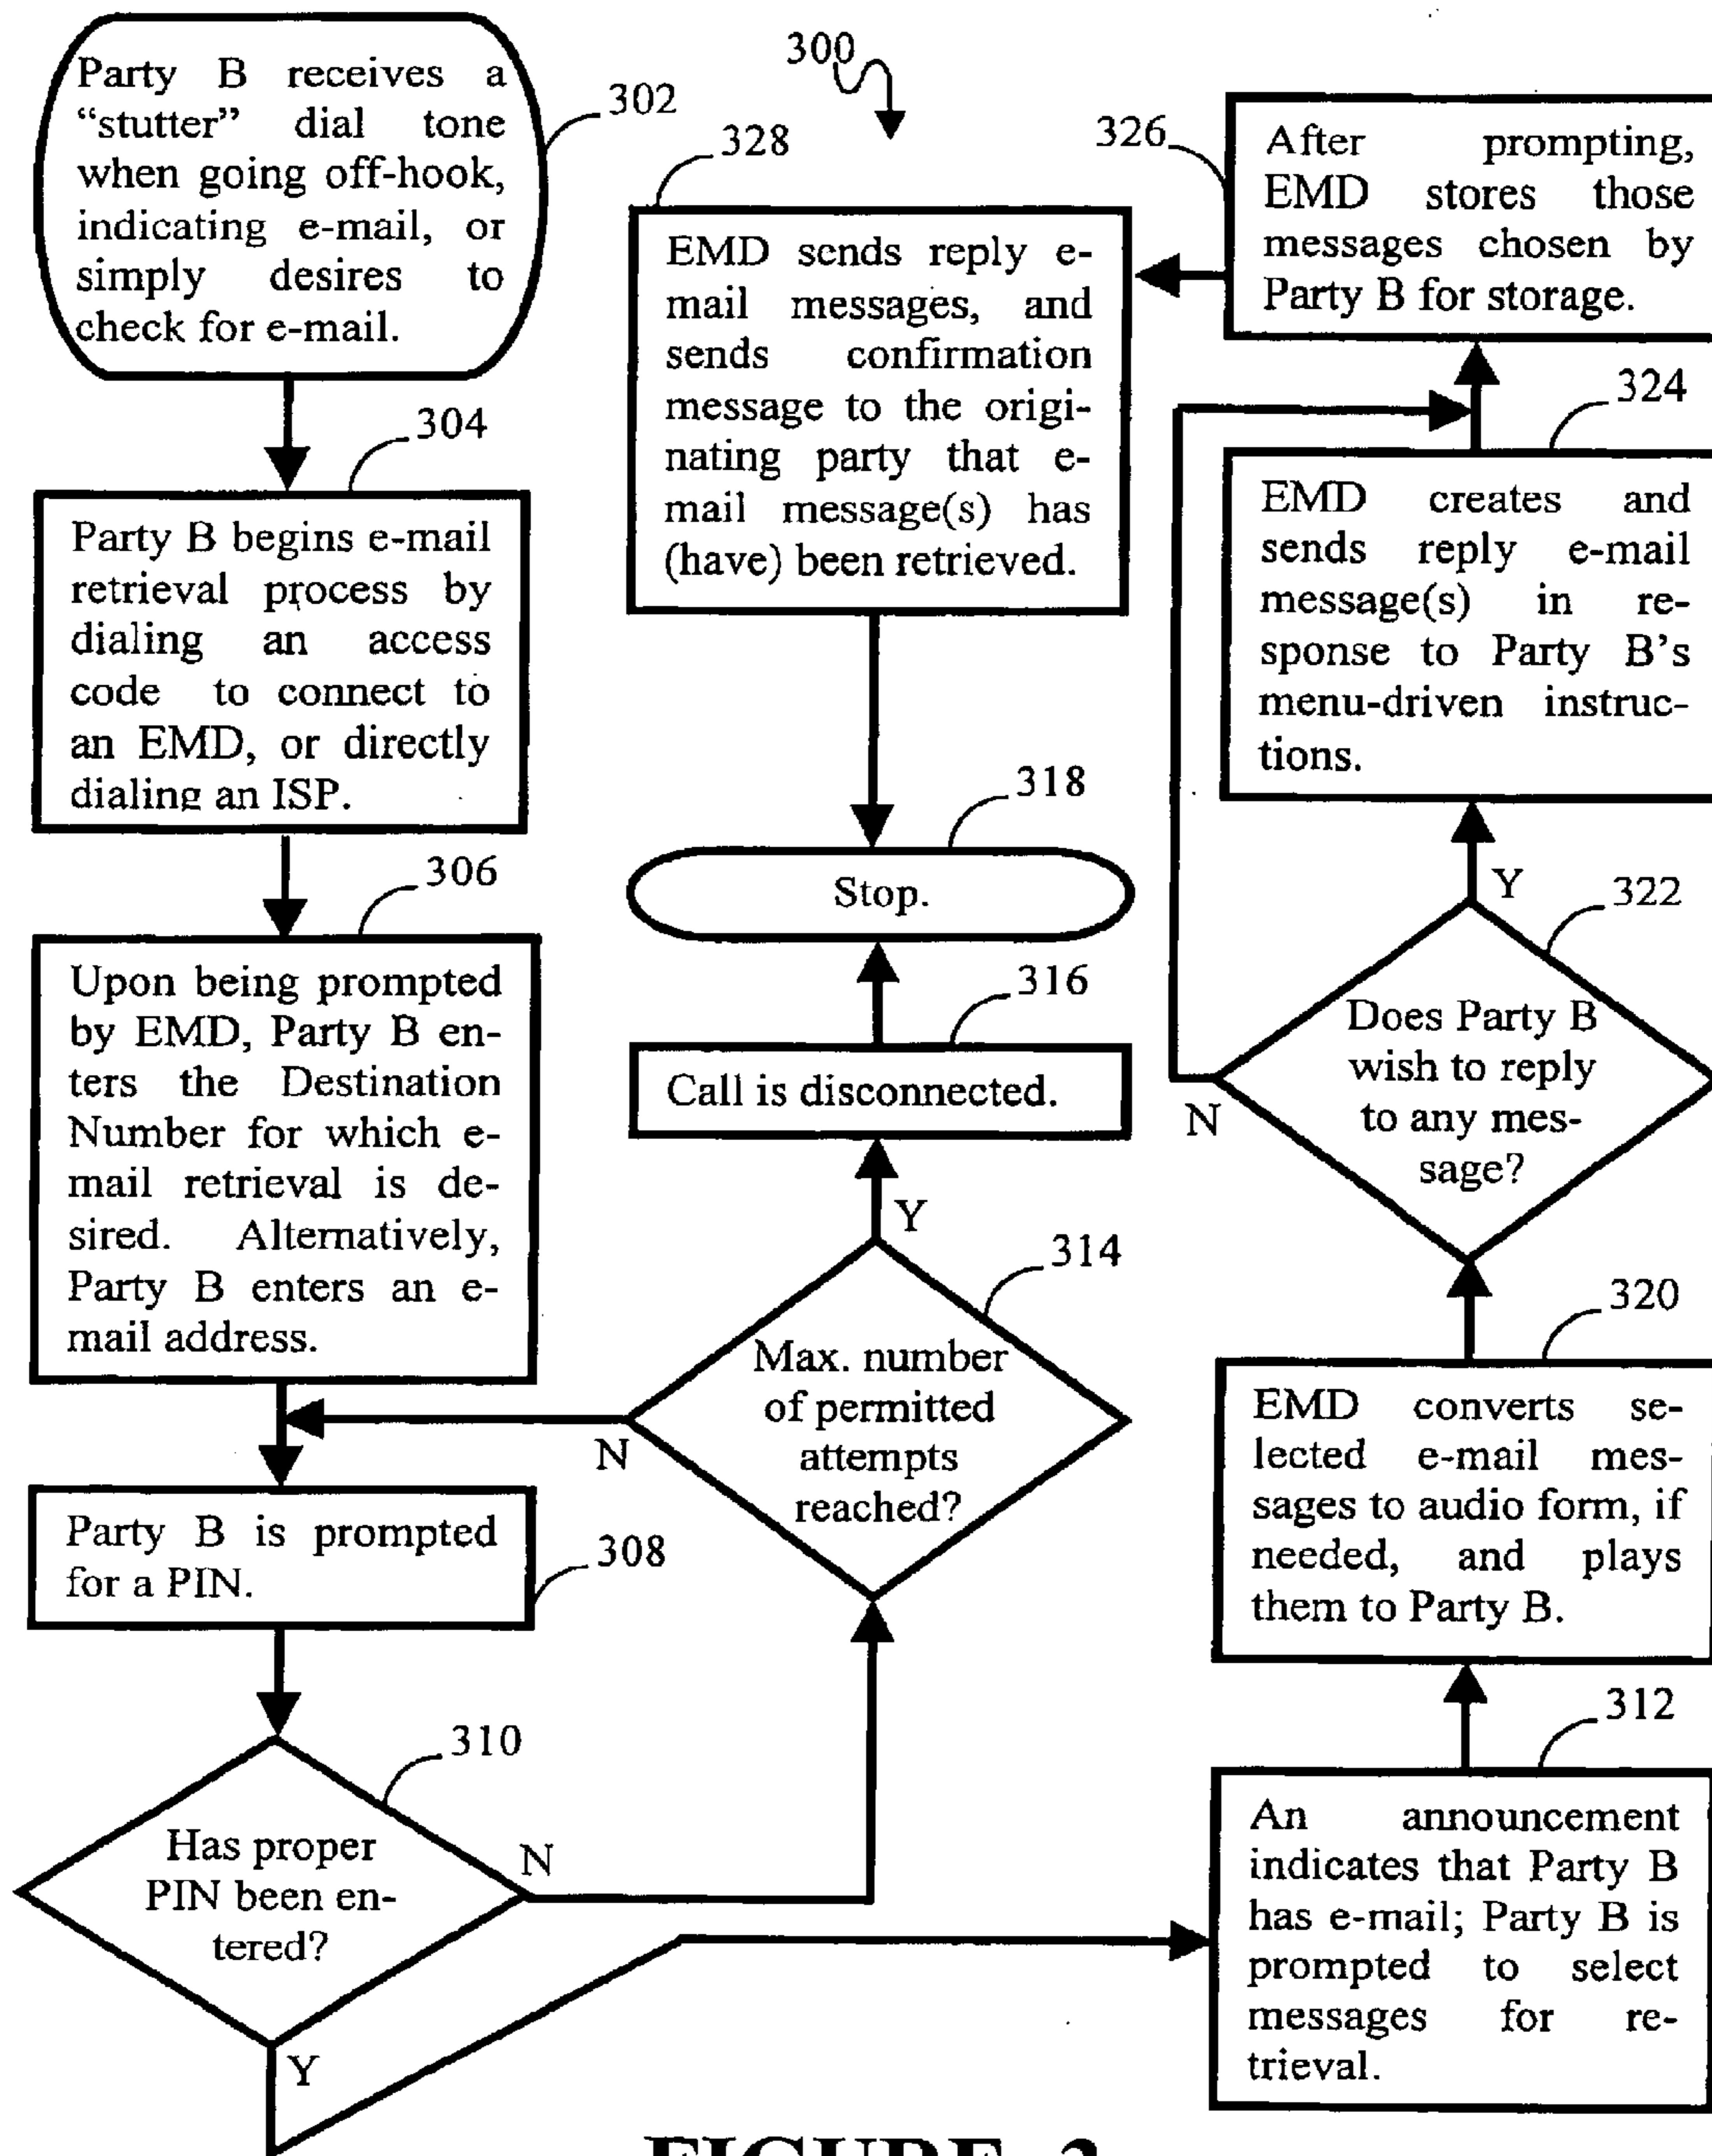 300
302
Party B receives a
“stutter” dial tone
when going off-hook,
indicating e-mail, or
simply desires to
check for e-mail.
304
Party B begins e-mail
retrieval process by
dialing an access
code to connect to
an EMD, or directly
dialing an ISP.
306
Upon being prompted
by EMD, Party B en-
ters the Destination
Number for which e-
mail retrieval is de-
sired. Alternatively,
Party B enters an e-
mail address.
308
Party B is prompted
for a PIN.
310
Has proper
PIN been en-
tered?
N
Y
328
EMD sends reply e-
mail messages, and
sends confirmation
message to the origi-
nating party that e-
mail message(s) has
(have) been retrieved.
318
Stop.
316
Call is disconnected.
Y
314
Max. number
of permitted
attempts
reached?
N
326
After prompting,
EMD stores those
messages chosen by
Party B for storage.
324
EMD creates and
sends reply e-mail
message(s) in re-
sponse to Party B’s
menu-driven instruc-
tions.
Y
322
Does Party B
wish to reply
to any mes-
sage?
N
320
EMD converts se-
lected e-mail mes-
sages to audio form, if
needed, and plays
them to Party B.
312
An announcement
indicates that Party B
has e-mail; Party B is
prompted to select
messages for re-
trieval.